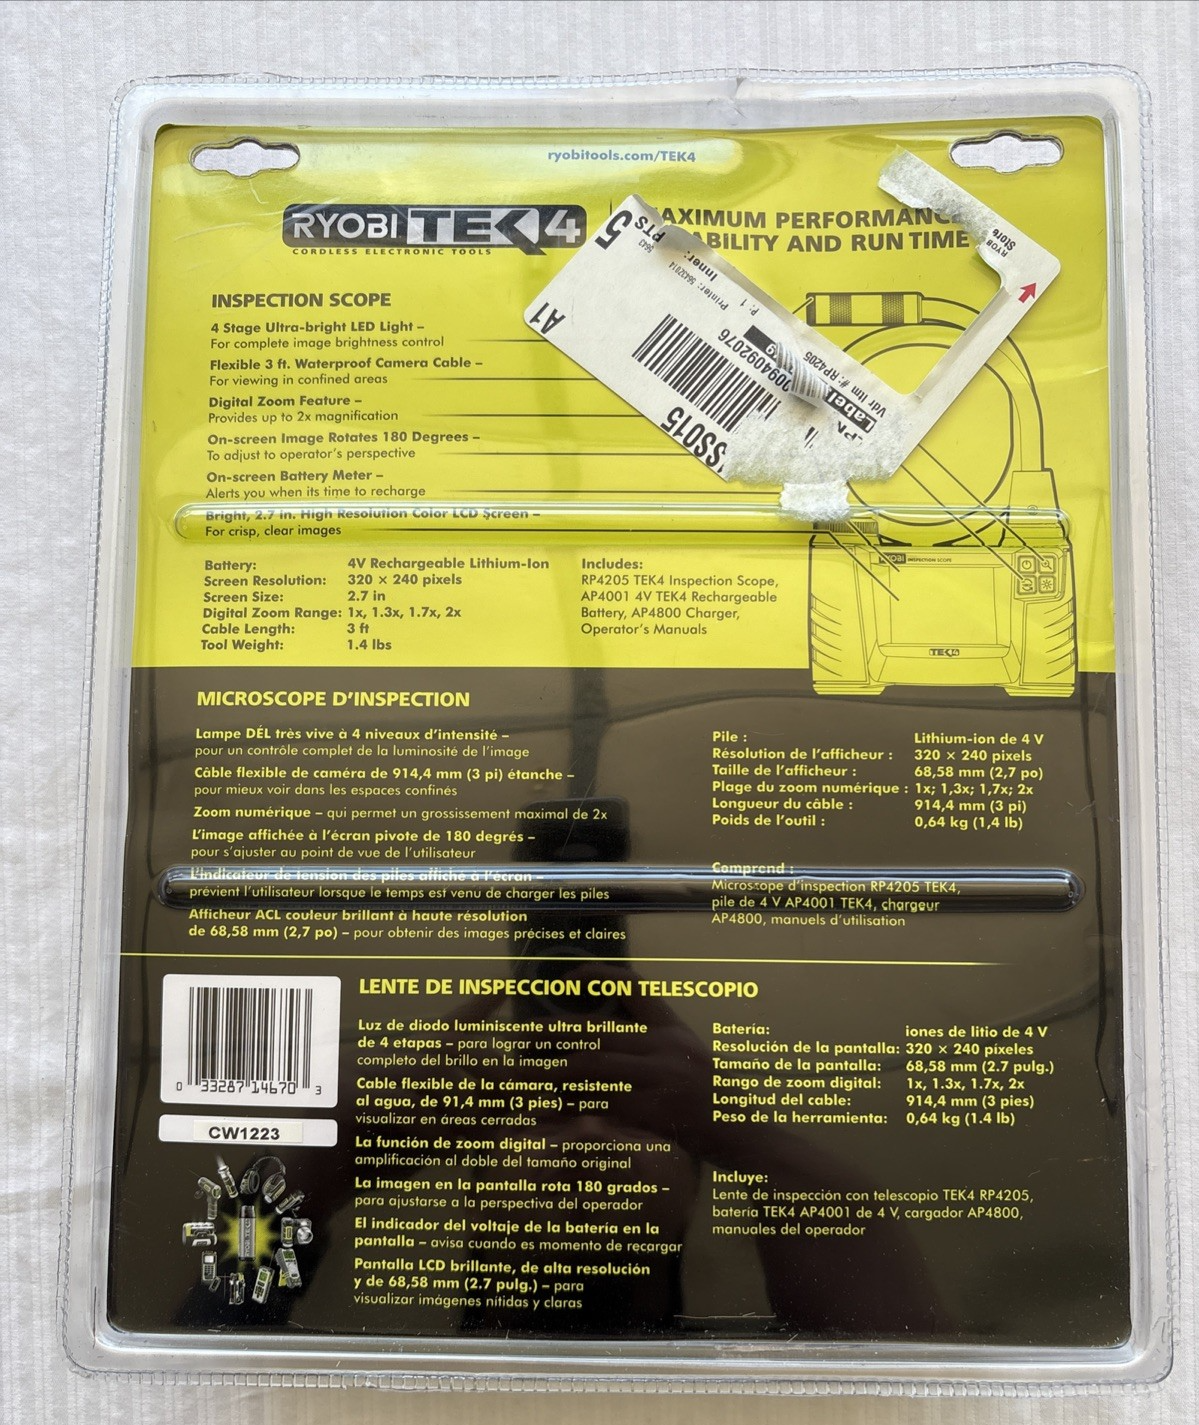 ryobitools.com/TEK4
RYOBI TEK4
CORDLESS ELECTRONIC TOOLS
AXIMUM PERFORMANC
ABILITY AND RUN TIME
INSPECTION SCOPE
4 Stage Ultra-bright LED Light –
For complete image brightness control
Flexible 3 ft. Waterproof Camera Cable –
For viewing in confined areas
Digital Zoom Feature –
Provides up to 2x magnification
On-screen Image Rotates 180 Degrees –
To adjust to operator's perspective
On-screen Battery Meter –
Alerts you when its time to recharge
Bright, 2.7 in. High Resolution Color LCD Screen –
For crisp, clear images
5
PTS
5643
A1
Inner:
Printer: 56432614
P: 1
0094092076
SS015
Vdr Itm #: RP4205
Label
RYOB
Store
Battery: 4V Rechargeable Lithium-Ion
Screen Resolution: 320 × 240 pixels
Screen Size: 2.7 in
Digital Zoom Range: 1x, 1.3x, 1.7x, 2x
Cable Length: 3 ft
Tool Weight: 1.4 lbs
Includes:
RP4205 TEK4 Inspection Scope,
AP4001 4V TEK4 Rechargeable
Battery, AP4800 Charger,
Operator's Manuals
RYOBI INSPECTION SCOPE
TEK4
MICROSCOPE D'INSPECTION
Lampe DÉL très vive à 4 niveaux d'intensité –
pour un contrôle complet de la luminosité de l'image
Câble flexible de caméra de 914,4 mm (3 pi) étanche –
pour mieux voir dans les espaces confinés
Zoom numérique – qui permet un grossissement maximal de 2x
L'image affichée à l'écran pivote de 180 degrés –
pour s'ajuster au point de vue de l'utilisateur
L'indicateur de tension des piles affiché à l'écran –
prévient l'utilisateur lorsque le temps est venu de charger les piles
Afficheur ACL couleur brillant à haute résolution
de 68,58 mm (2,7 po) – pour obtenir des images précises et claires
Pile : Lithium-ion de 4 V
Résolution de l'afficheur : 320 × 240 pixels
Taille de l'afficheur : 68,58 mm (2,7 po)
Plage du zoom numérique : 1x; 1,3x; 1,7x; 2x
Longueur du câble : 914,4 mm (3 pi)
Poids de l'outil : 0,64 kg (1,4 lb)
Comprend :
Microscope d'inspection RP4205 TEK4,
pile de 4 V AP4001 TEK4, chargeur
AP4800, manuels d'utilisation
0 33287 14670 3
CW1223
LENTE DE INSPECCION CON TELESCOPIO
Luz de diodo luminiscente ultra brillante
de 4 etapas – para lograr un control
completo del brillo en la imagen
Cable flexible de la cámara, resistente
al agua, de 91,4 mm (3 pies) – para
visualizar en áreas cerradas
La función de zoom digital – proporciona una
amplificación al doble del tamaño original
La imagen en la pantalla rota 180 grados –
para ajustarse a la perspectiva del operador
El indicador del voltaje de la batería en la
pantalla – avisa cuando es momento de recargar
Pantalla LCD brillante, de alta resolución
y de 68,58 mm (2.7 pulg.) – para
visualizar imágenes nítidas y claras
Batería: iones de litio de 4 V
Resolución de la pantalla: 320 × 240 píxeles
Tamaño de la pantalla: 68,58 mm (2.7 pulg.)
Rango de zoom digital: 1x, 1.3x, 1.7x, 2x
Longitud del cable: 914,4 mm (3 pies)
Peso de la herramienta: 0,64 kg (1.4 lb)
Incluye:
Lente de inspección con telescopio TEK4 RP4205,
batería TEK4 AP4001 de 4 V, cargador AP4800,
manuales del operador